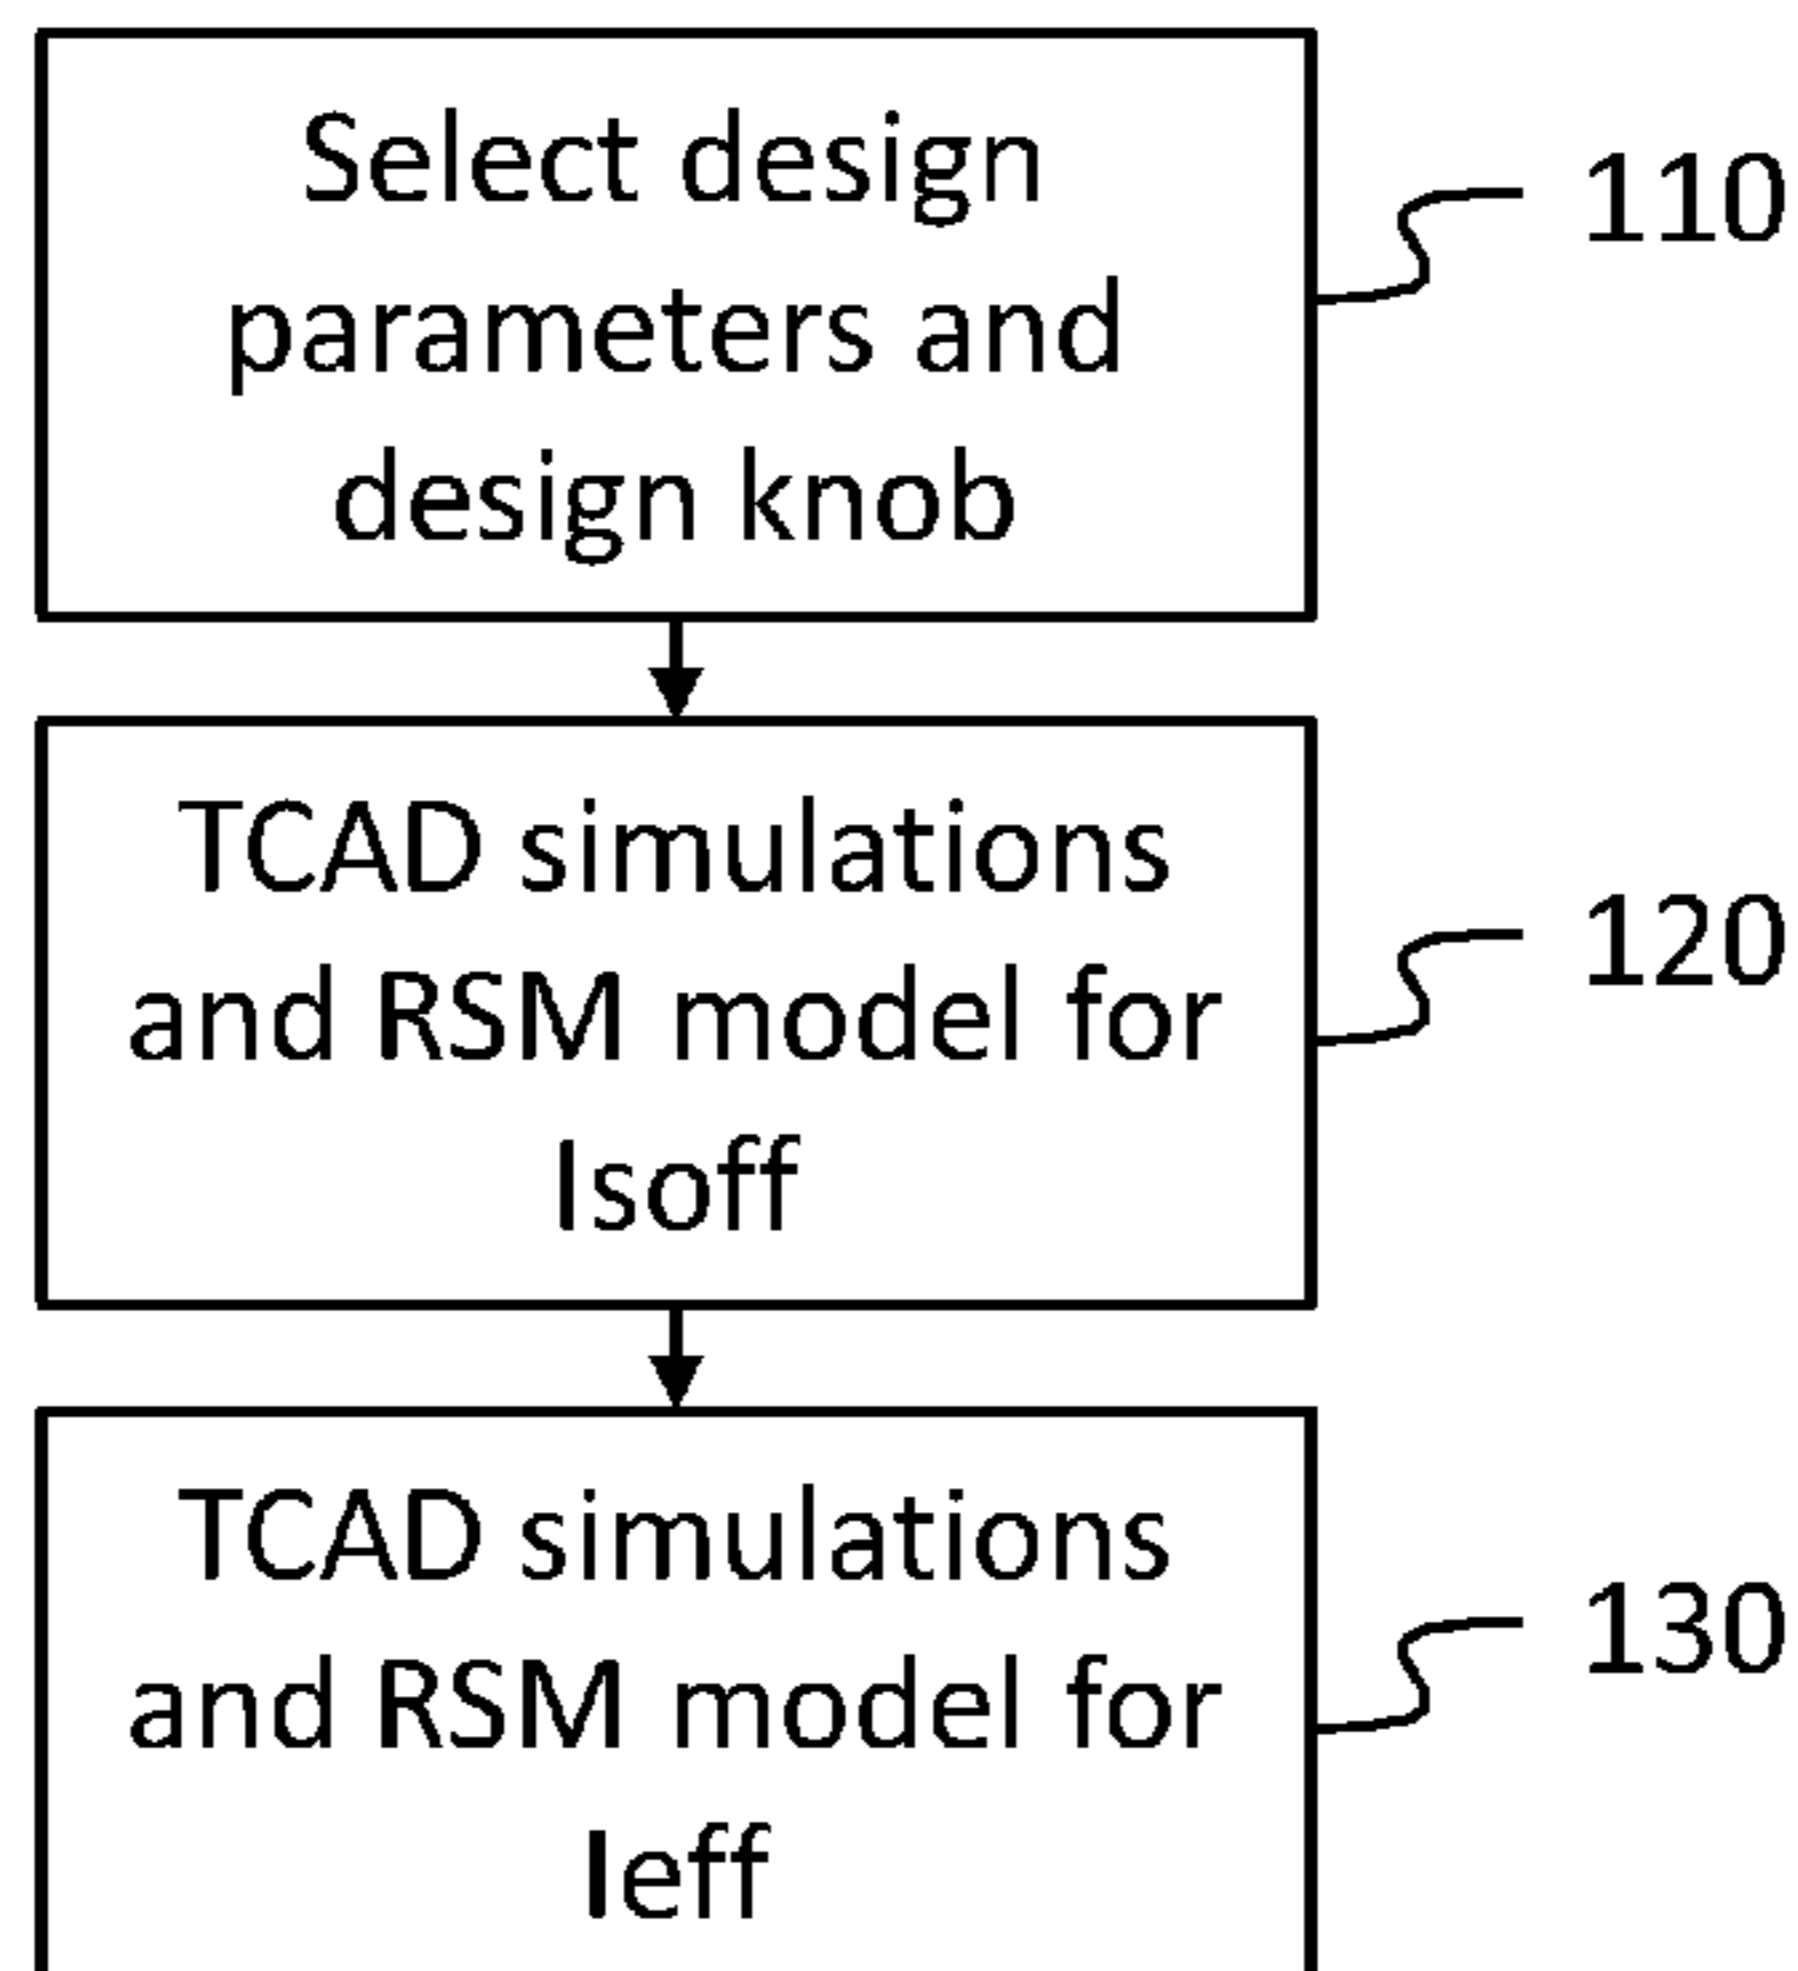 Select design
parameters and
design knob
110
TCAD simulations
and RSM model for
Isoff
120
TCAD simulations
and RSM model for
Ieff
130